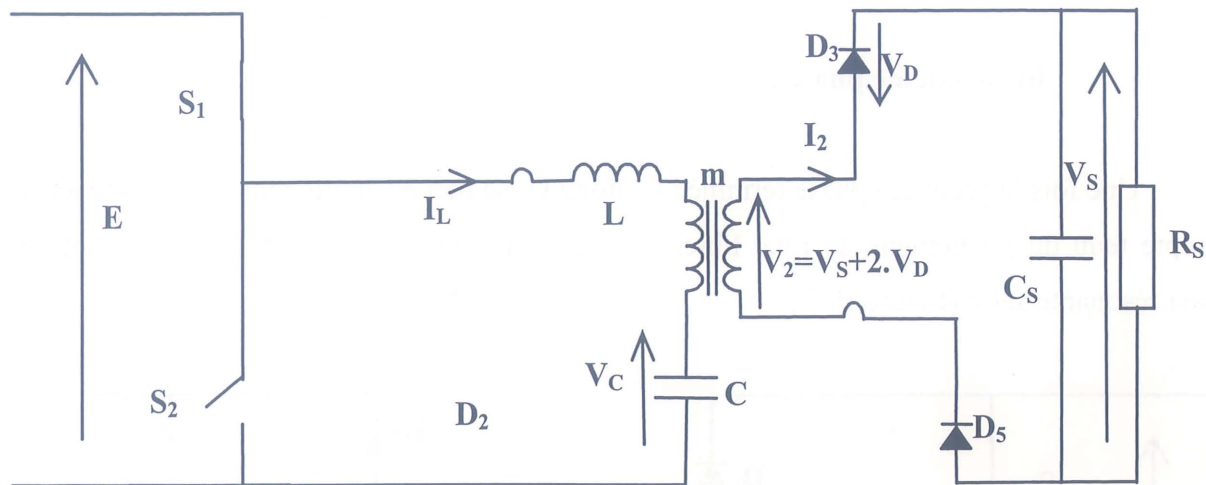 D₃
V_D
S₁
I₂
m
V_S
E
I_L
L
R_S
V₂=V_S+2.V_D
C_S
V_C
C
S₂
D₂
D₅